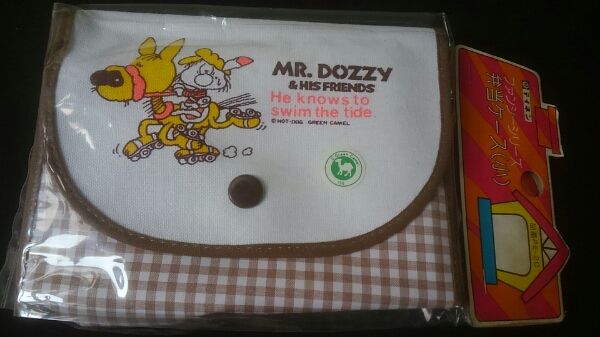 MR. DOZZY
& HIS FRIENDS
He knows to
swim the tide.
© HOT-DOG GREEN CAMEL
ファンシーシリーズ
弁当ケース(小)